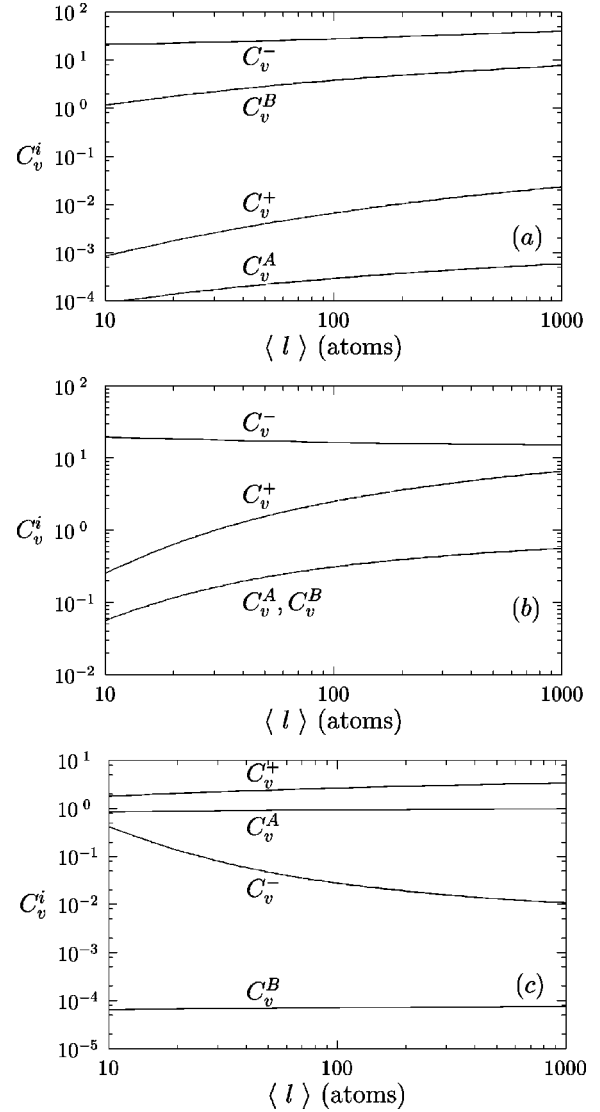 10^2
C_v^-
10^1
C_v^B
10^0
C_v^i
10^-1
C_v^+
10^-2
(a)
10^-3
C_v^A
10^-4
10 100 1000
⟨ l ⟩ (atoms)
10^2
C_v^-
10^1
C_v^+
C_v^i
10^0
10^-1
C_v^A, C_v^B
(b)
10^-2
10 100 1000
⟨ l ⟩ (atoms)
10^1
C_v^+
10^0
C_v^A
10^-1
C_v^-
C_v^i
10^-2
10^-3
C_v^B
(c)
10^-4
10^-5
10 100 1000
⟨ l ⟩ (atoms)